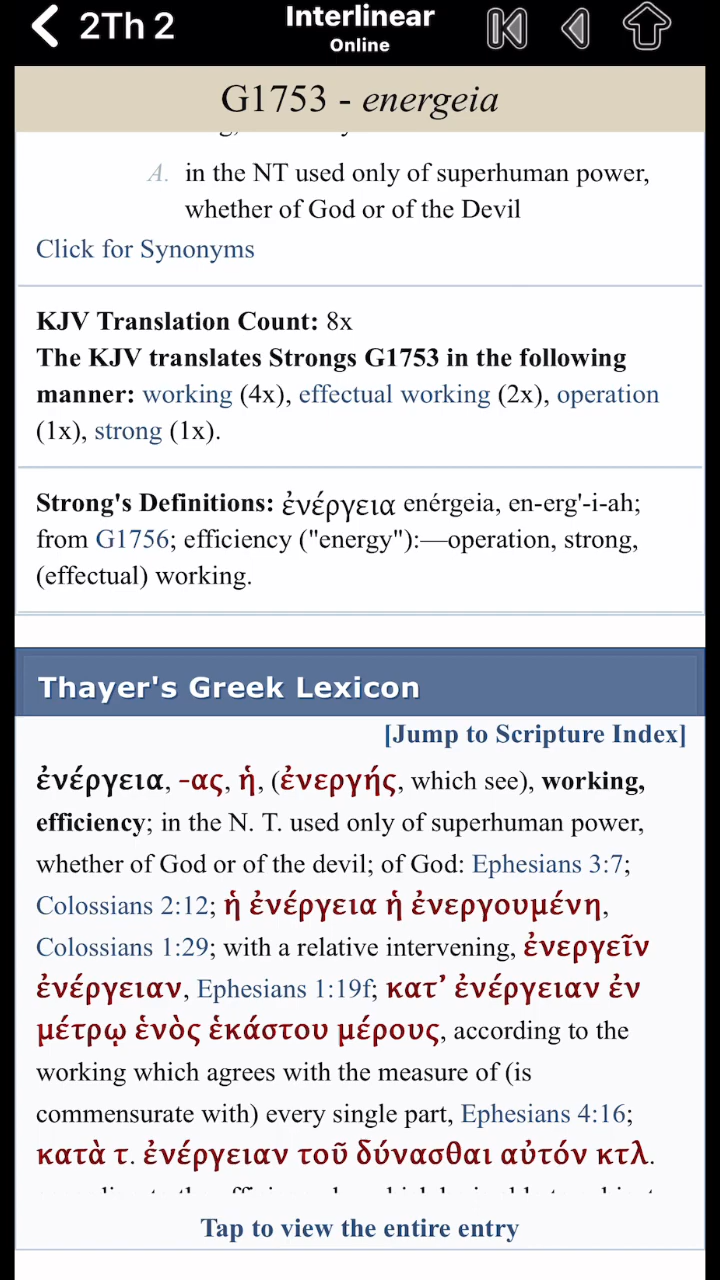 2Th 2
Interlinear
Online
G1753 - energeia
A. in the NT used only of superhuman power,
whether of God or of the Devil
Click for Synonyms
KJV Translation Count: 8x
The KJV translates Strongs G1753 in the following
manner: working (4x), effectual working (2x), operation
(1x), strong (1x).
Strong's Definitions: ἐνέργεια enérgeia, en-erg'-i-ah;
from G1756; efficiency ("energy"):—operation, strong,
(effectual) working.
Thayer's Greek Lexicon
[Jump to Scripture Index]
ἐνέργεια, -ας, ἡ, (ἐνεργής, which see), working,
efficiency; in the N. T. used only of superhuman power,
whether of God or of the devil; of God: Ephesians 3:7;
Colossians 2:12; ἡ ἐνέργεια ἡ ἐνεργουμένη,
Colossians 1:29; with a relative intervening, ἐνεργεῖν
ἐνέργειαν, Ephesians 1:19f; κατ’ ἐνέργειαν ἐν
μέτρῳ ἑνὸς ἑκάστου μέρους, according to the
working which agrees with the measure of (is
commensurate with) every single part, Ephesians 4:16;
κατὰ τ. ἐνέργειαν τοῦ δύνασθαι αὐτόν κτλ.
Tap to view the entire entry